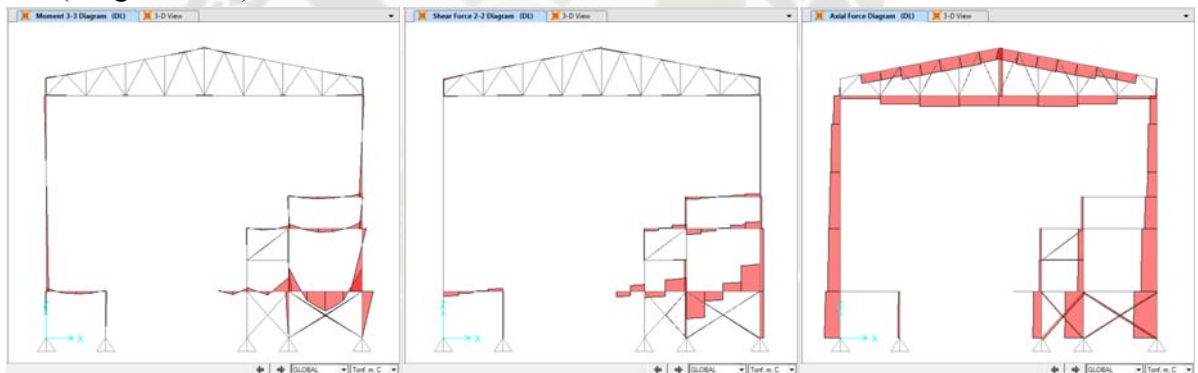 Moment 3-3 Diagram (DL)
3-D View
Shear Force 2-2 Diagram (DL)
3-D View
Axial Force Diagram (DL)
3-D View
X
X
X
GLOBAL
Tonf, m, C
GLOBAL
Tonf, m, C
GLOBAL
Tonf, m, C